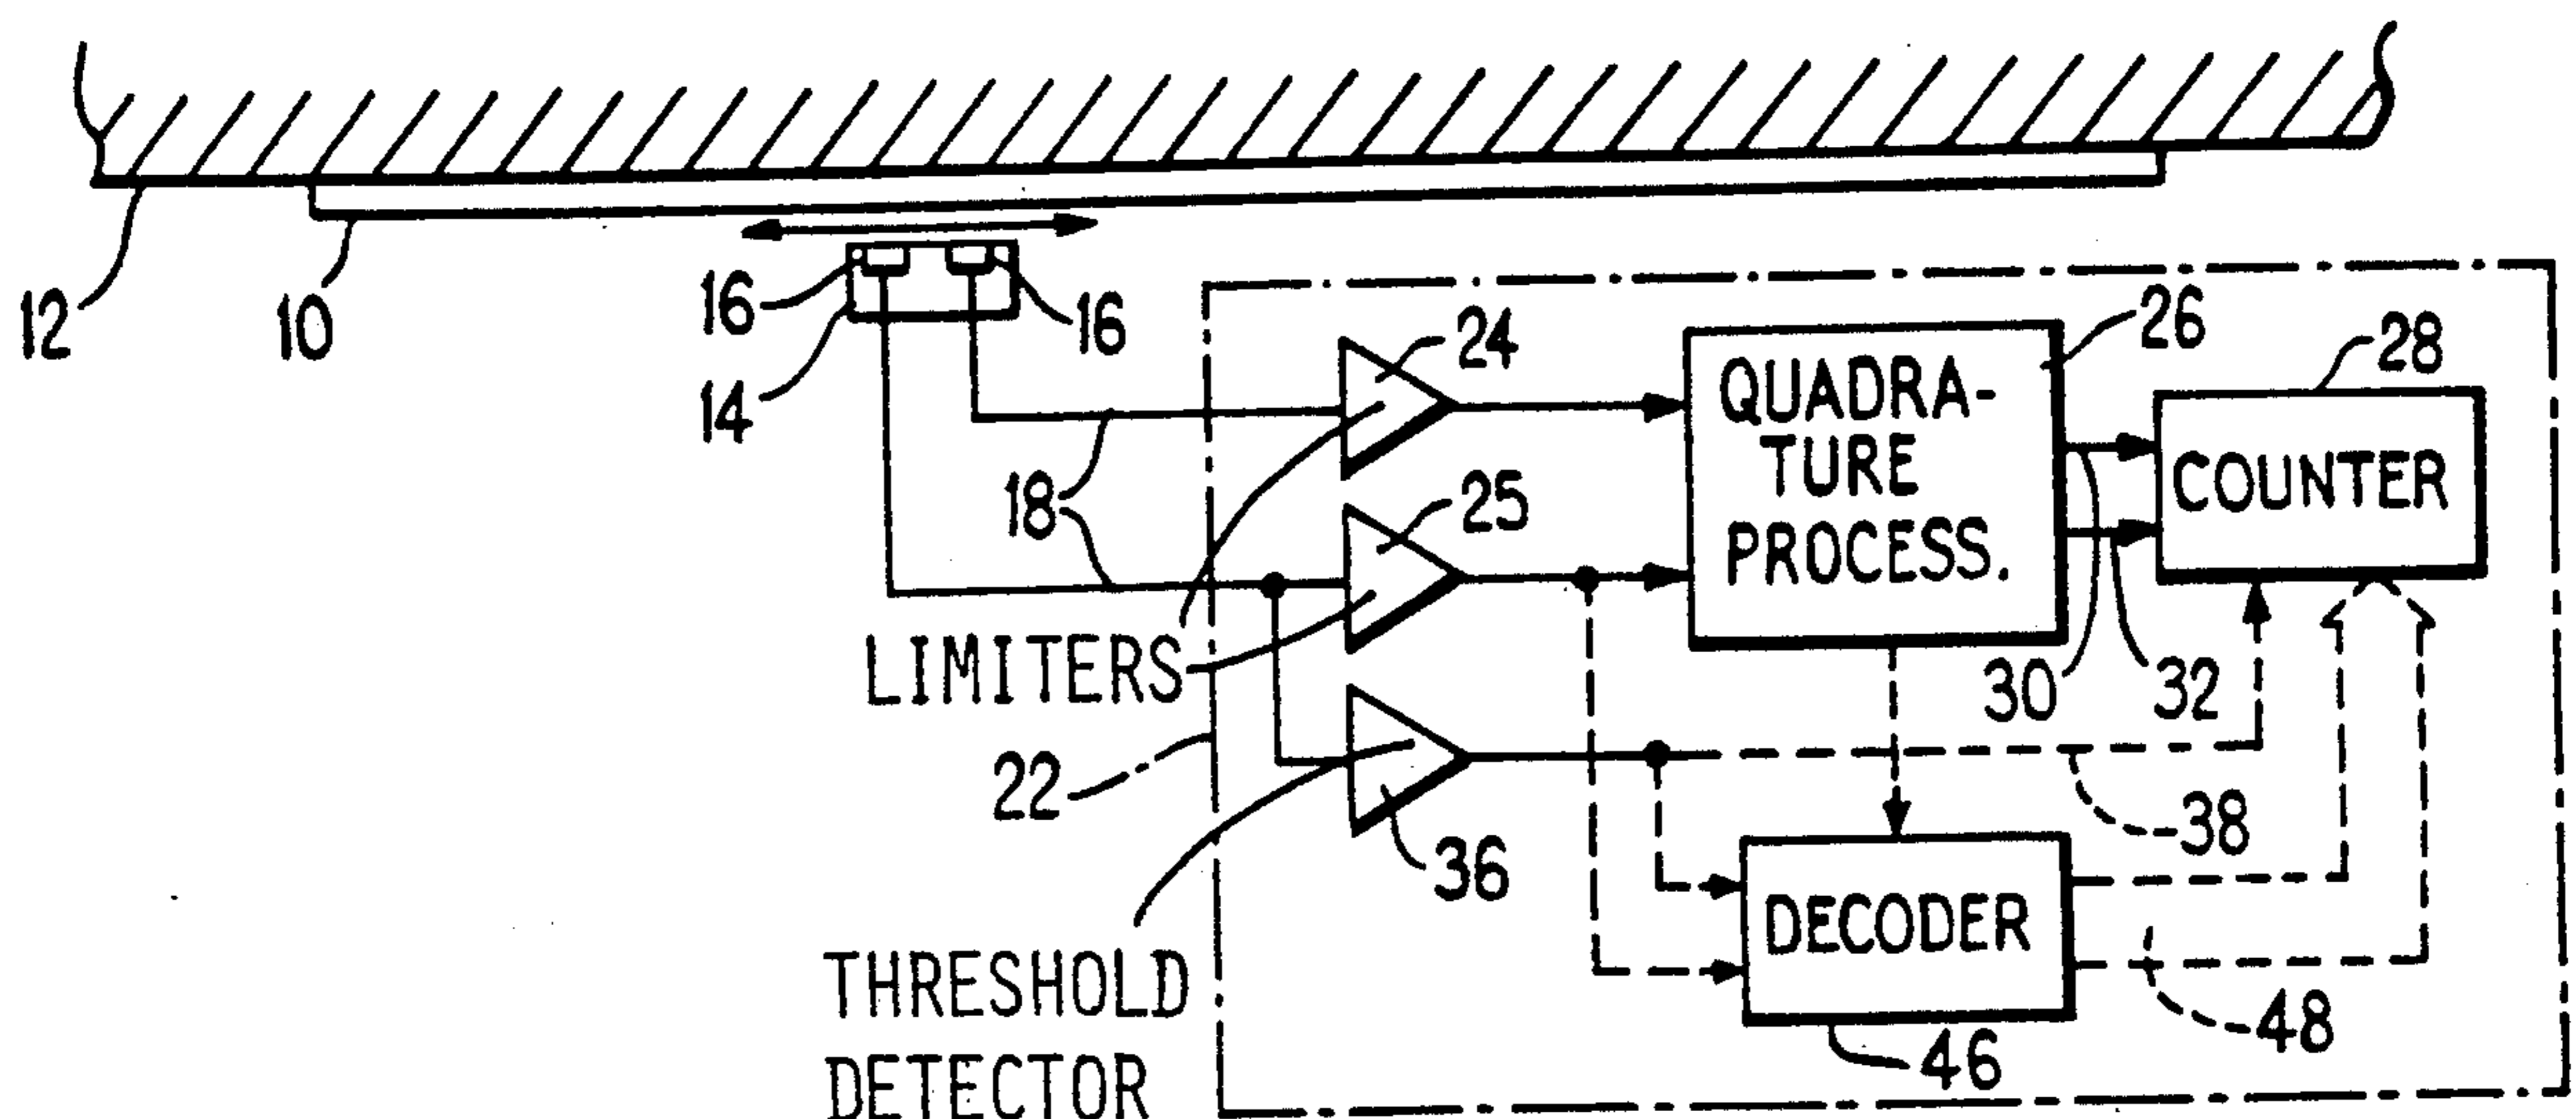 12
10
16
16
14
18
24
25
26
QUADRA-
TURE
PROCESS.
28
COUNTER
30
32
LIMITERS
22
36
38
THRESHOLD
DETECTOR
DECODER
46
48